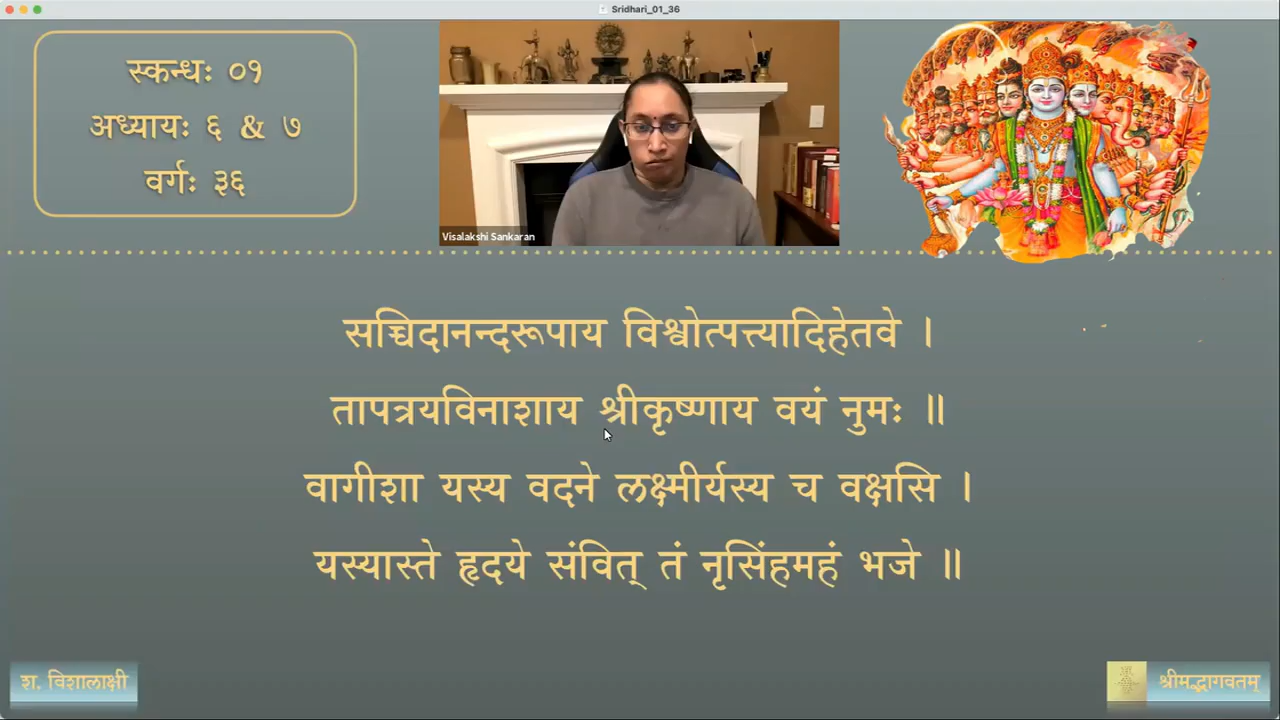 Sridhari_01_36
स्कन्धः ०१
अध्यायः ६ & ७
वर्गः ३६
Visalakshi Sankaran
सच्चिदानन्दरूपाय विश्वोत्पत्त्यादिहेतवे ।
तापत्रयविनाशाय श्रीकृष्णाय वयं नुमः ॥
वागीशा यस्य वदने लक्ष्मीर्यस्य च वक्षसि ।
यस्यास्ते हृदये संवित् तं नृसिंहमहं भजे ॥
श. विशालाक्षी
श्रीमद्भागवतम्